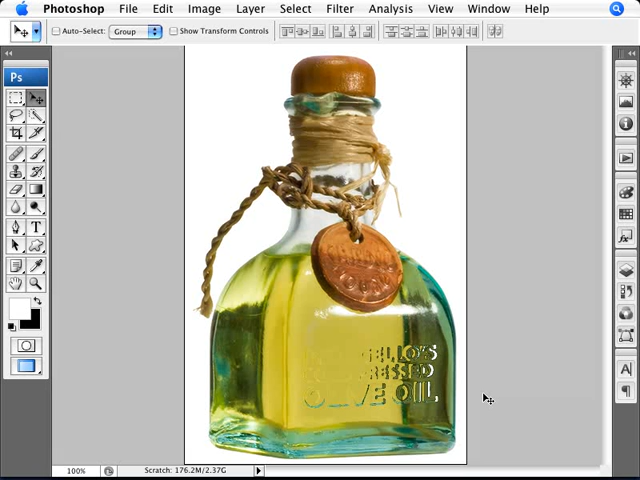 Photoshop File Edit Image Layer Select Filter Analysis View Window Help
Auto-Select: Group Show Transform Controls
Ps
OLIVE OIL
100% Scratch: 176.2M/2.37G